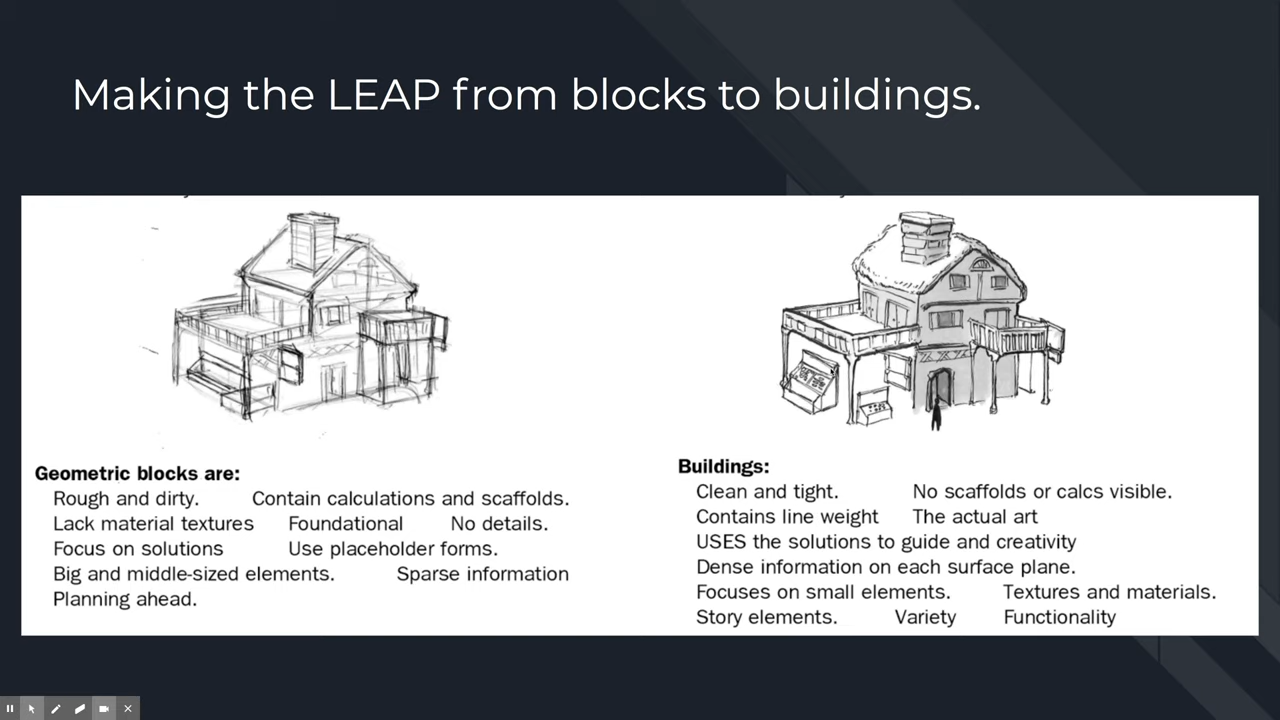 Making the LEAP from blocks to buildings.
Geometric blocks are:
Rough and dirty. Contain calculations and scaffolds.
Lack material textures Foundational No details.
Focus on solutions Use placeholder forms.
Big and middle-sized elements. Sparse information
Planning ahead.
Buildings:
Clean and tight. No scaffolds or calcs visible.
Contains line weight The actual art
USES the solutions to guide and creativity
Dense information on each surface plane.
Focuses on small elements. Textures and materials.
Story elements. Variety Functionality